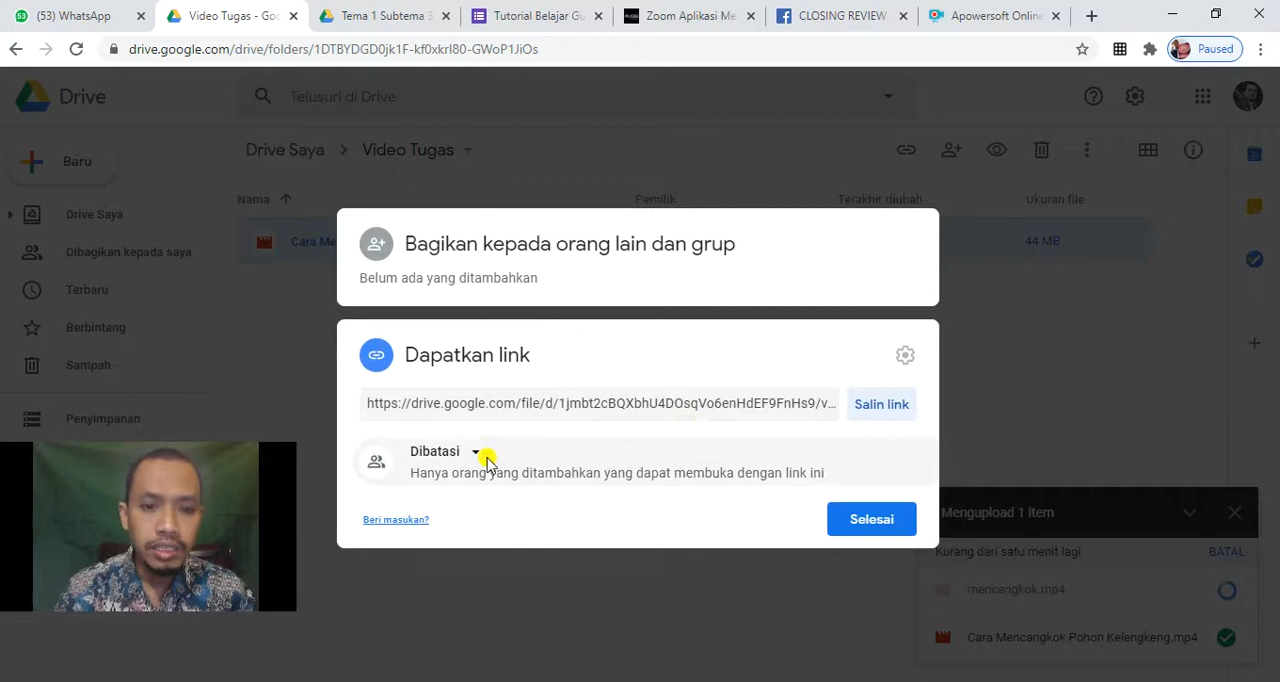 (53) WhatsApp
Video Tugas - Goo
Tema 1 Subtema 3
Tutorial Belajar Gu
Zoom Aplikasi Me
CLOSING REVIEW
Apowersoft Online
drive.google.com/drive/folders/1DTBYDGD0jk1F-kf0xkrI80-GWoP1JiOs
Paused
Drive
Telusuri di Drive
Baru
Drive Saya > Video Tugas
Nama
Pemilik
Terakhir diubah
Ukuran file
Drive Saya
Cara Me
44 MB
Dibagikan kepada saya
Terbaru
Berbintang
Sampah
Penyimpanan
Bagikan kepada orang lain dan grup
Belum ada yang ditambahkan
Dapatkan link
https://drive.google.com/file/d/1jmbt2cBQXbhU4DOsqVo6enHdEF9FnHs9/v...
Salin link
Dibatasi
Hanya orang yang ditambahkan yang dapat membuka dengan link ini
Beri masukan?
Selesai
Mengupload 1 item
Kurang dari satu menit lagi
BATAL
mencangkok.mp4
Cara Mencangkok Pohon Kelengkeng.mp4